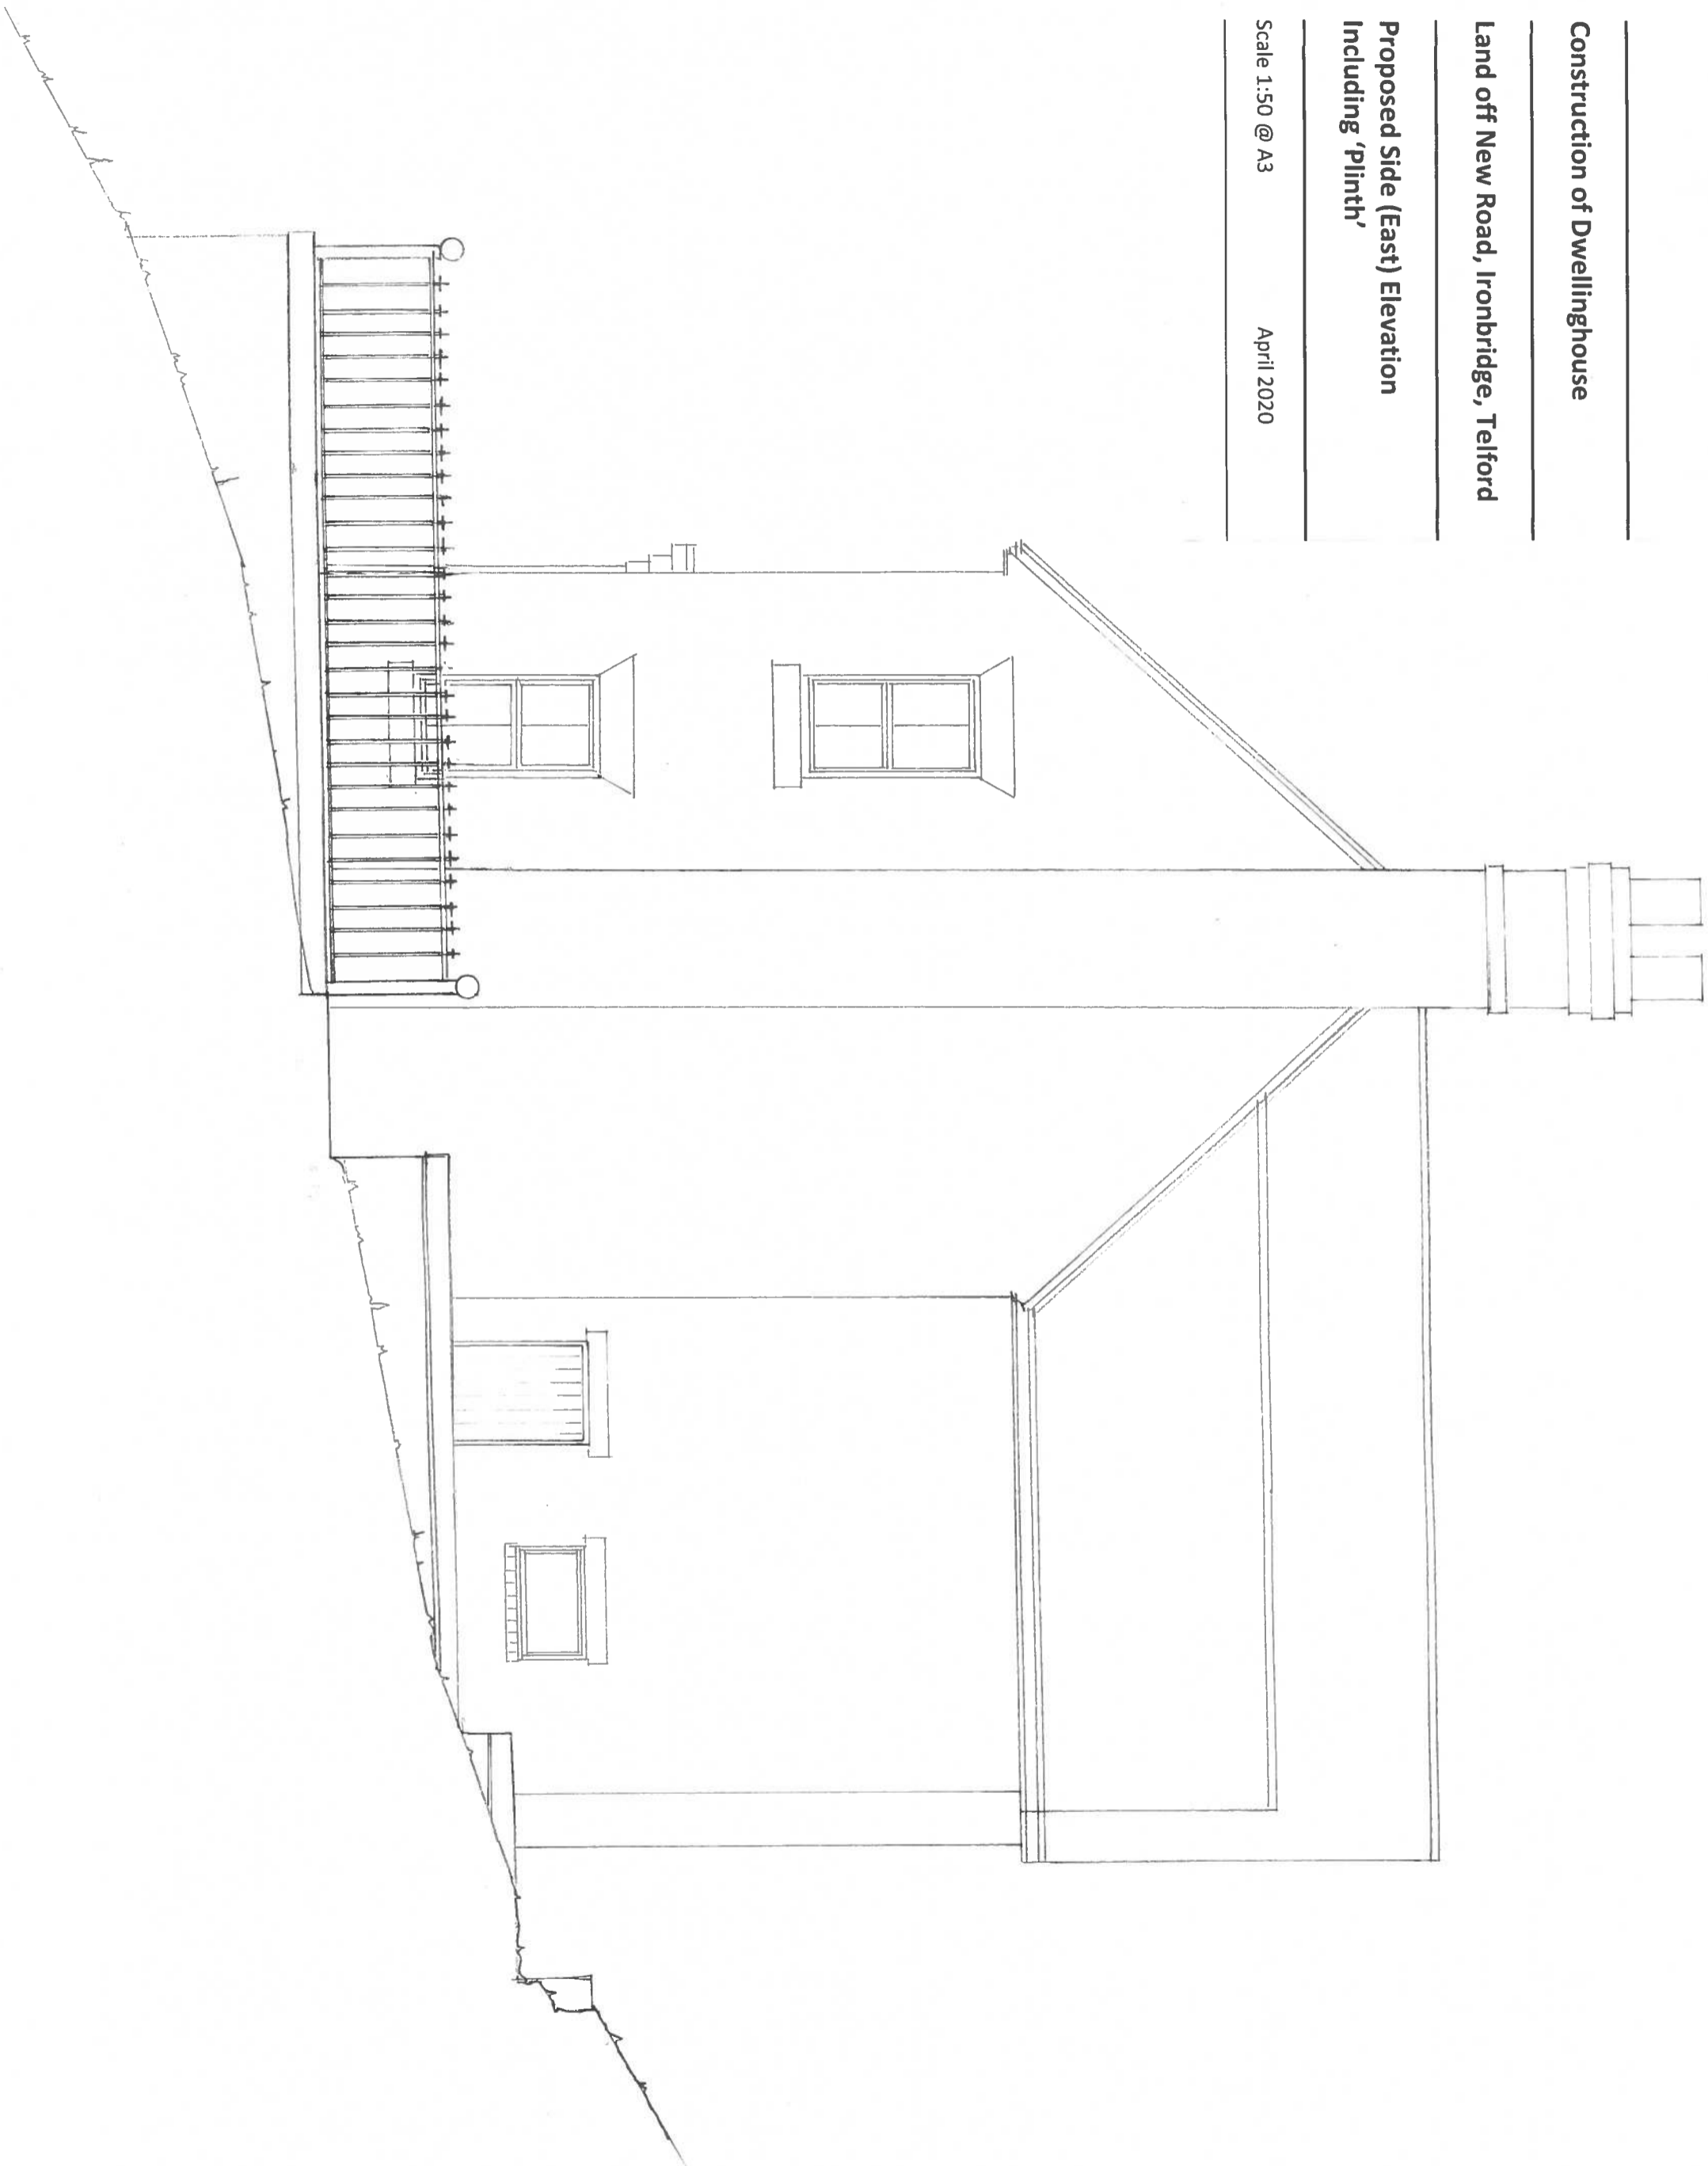 Construction of Dwellinghouse
Land off New Road, Ironbridge, Telford
Proposed Side (East) Elevation
Including ‘Plinth’
Scale 1:50 @ A3 April 2020